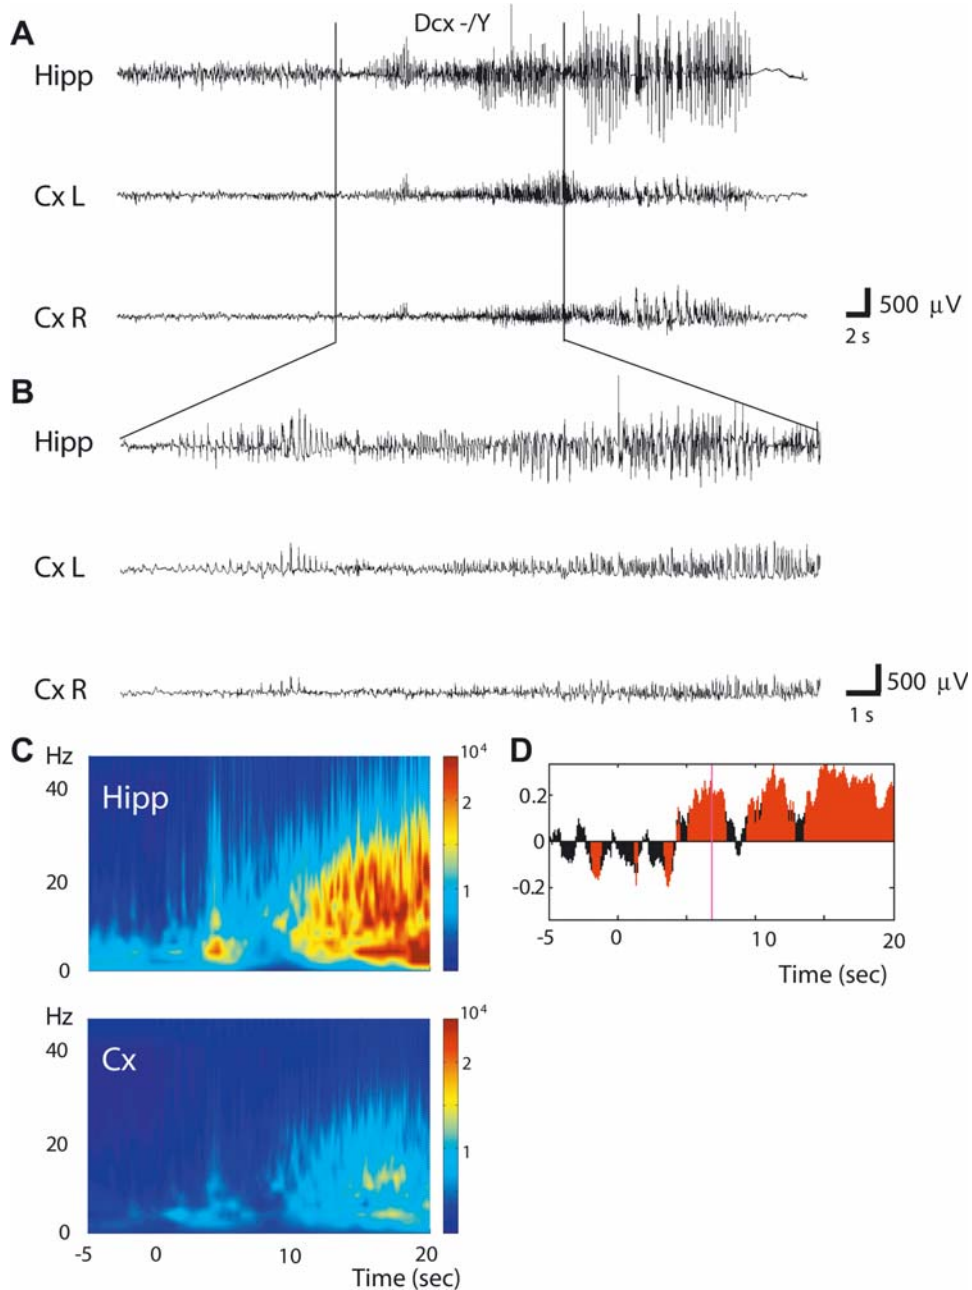 A
Dcx -/Y
Hipp
Cx L
Cx R
500 µV
2 s
B
Hipp
Cx L
Cx R
500 µV
1 s
C
Hz
40
20
0
Hipp
10⁴
2
1
D
0.2
0
-0.2
-5
0
10
20
Time (sec)
Hz
40
20
0
Cx
10⁴
2
1
-5
0
10
20
Time (sec)